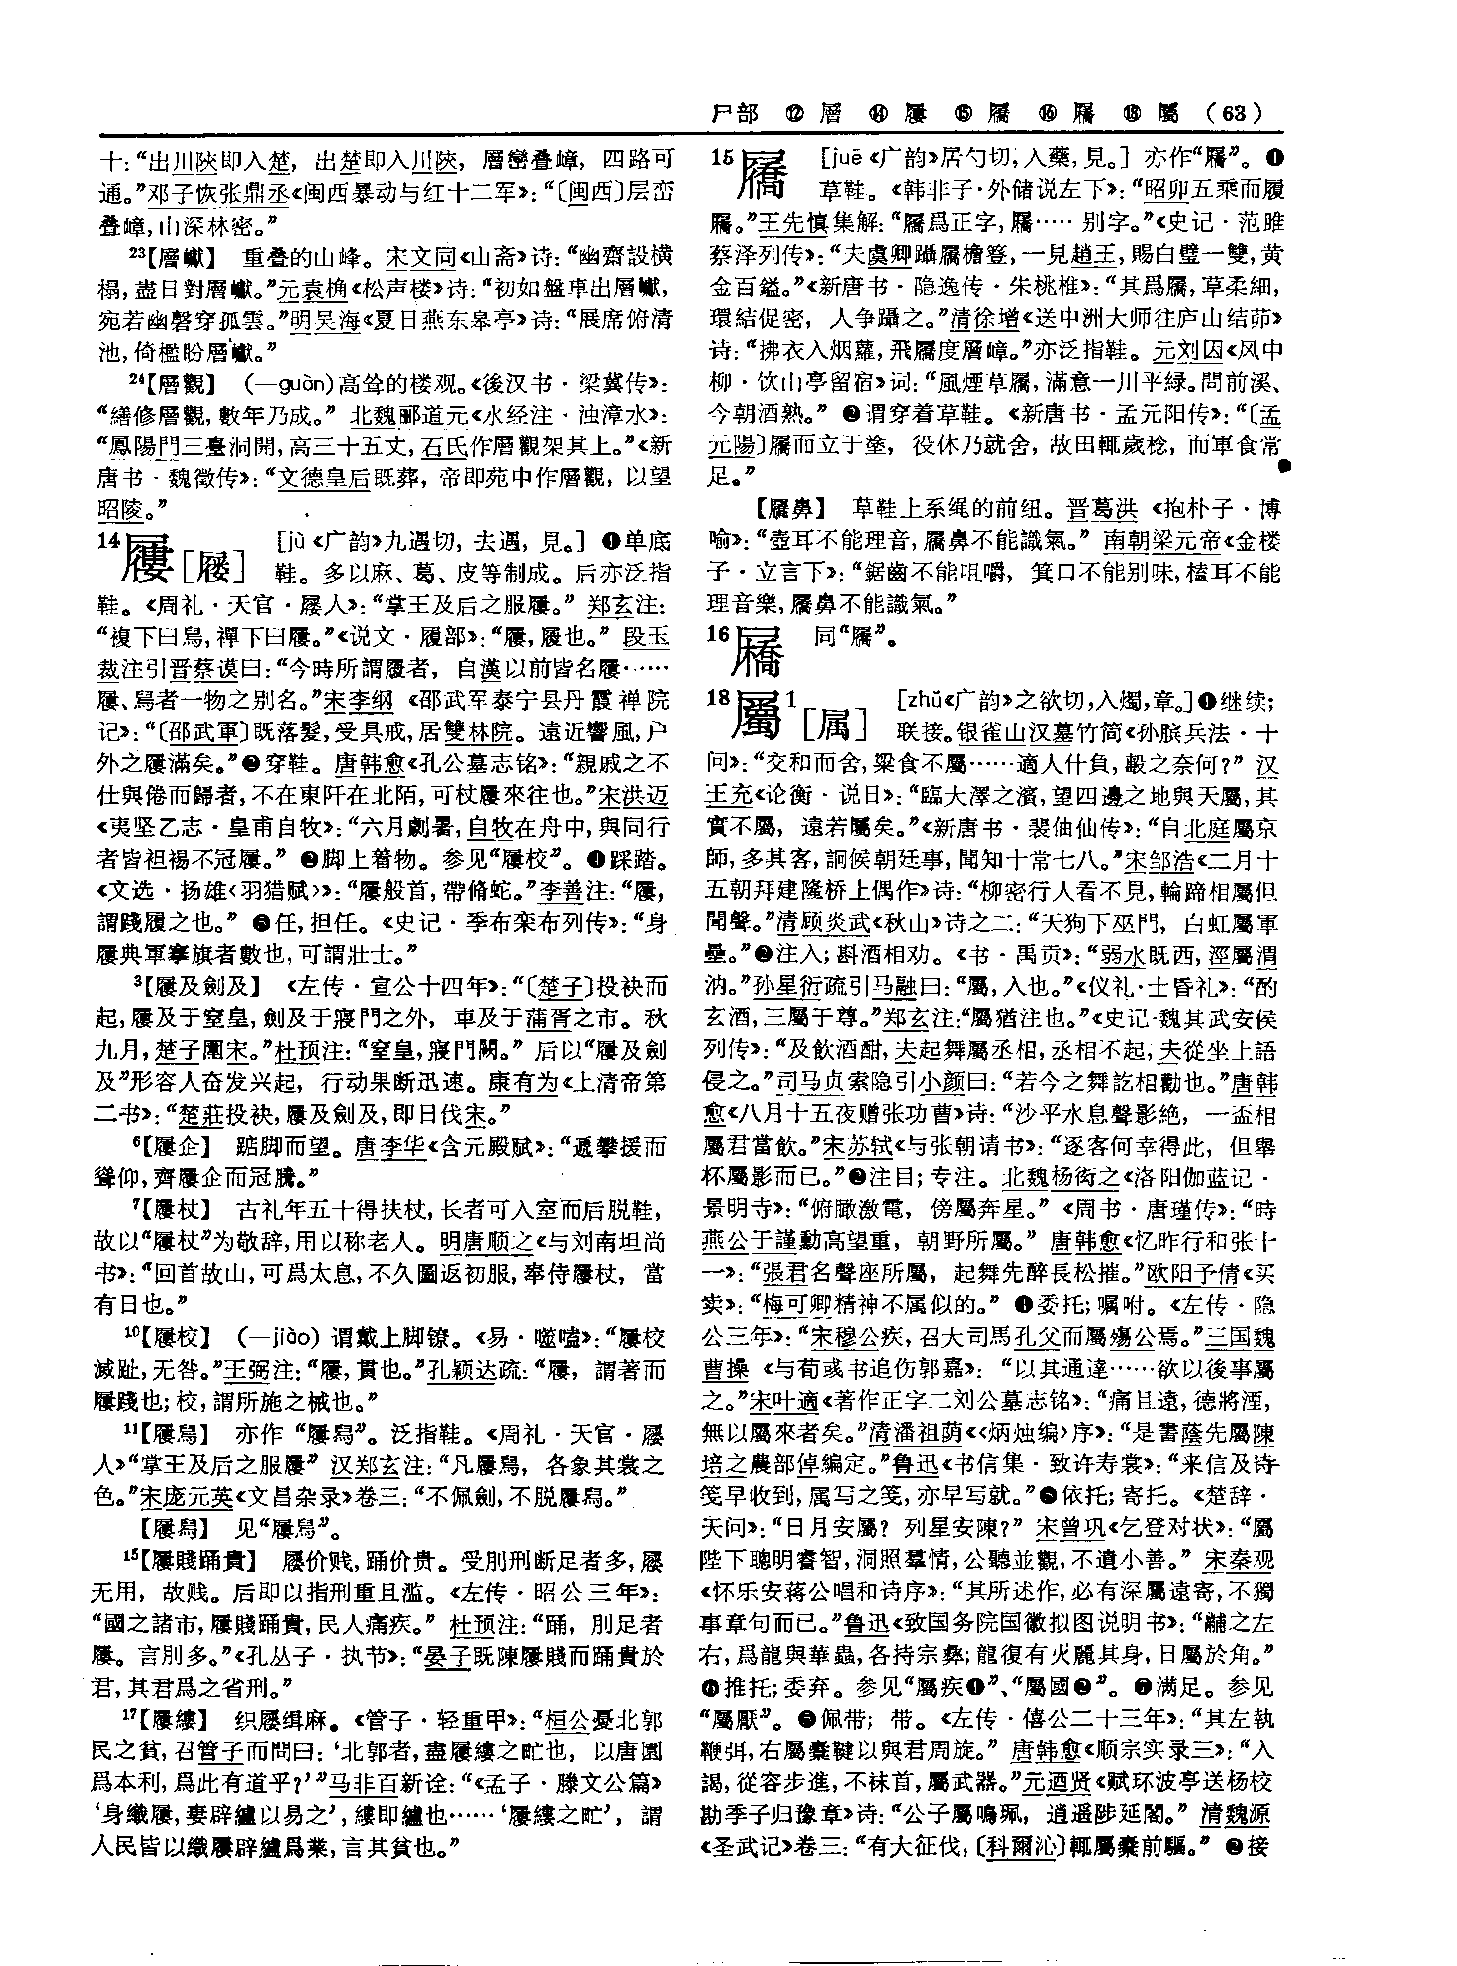 尸部 ⑫層 ⑭屨 ⑮屩 ⑯屫 ⑱屬 (63)
十：“出川陝即入楚，出楚即入川陝，層巒疊嶂，四路可
通。”邓子恢张鼎丞《闽西暴动与红十二军》：“〔闽西〕层峦
叠嶂，山深林密。”
23【層巘】 重叠的山峰。宋文同《山斋》诗：“幽齋設横
榻，盡日對層巘。”元袁桷《松声楼》诗：“初如盤車出層巘，
宛若幽磬穿孤雲。”明吴海《夏日燕东皋亭》诗：“展席俯清
池，倚檻盼層巘。”
24【層觀】 （—guàn）高耸的楼观。《後汉书·梁冀传》：
“繕修層觀，數年乃成。” 北魏郦道元《水经注·浊漳水》：
“鳳陽門三臺洞開，高三十五丈，石氏作層觀架其上。”《新
唐书·魏徵传》：“文德皇后既葬，帝即苑中作層觀，以望
昭陵。”
14屨［屦］ [jù《广韵》九遇切，去遇，見。] ❶单底
鞋。多以麻、葛、皮等制成。后亦泛指
鞋。《周礼·天官·屦人》：“掌王及后之服屨。” 郑玄注：
“複下曰舄，襌下曰屨。”《说文·履部》：“屨，履也。” 段玉
裁注引晋蔡谟曰：“今時所謂履者，自漢以前皆名屨……
屨、舄者一物之别名。”宋李纲《邵武军泰宁县丹霞禅院
记》：“〔邵武軍〕既落髮，受具戒，居雙林院。遠近響風，户
外之屨滿矣。”❷穿鞋。唐韩愈《孔公墓志铭》：“親戚之不
仕與倦而歸者，不在東阡在北陌，可杖屨來往也。”宋洪迈
《夷坚乙志·皇甫自牧》：“六月劇暑，自牧在舟中，與同行
者皆袒裼不冠屨。” ❸脚上着物。参见“屨校”。❹踩踏。
《文选·扬雄〈羽猎赋〉》：“屨般首，帶脩蛇。”李善注：“屨，
謂踐履之也。” ❺任，担任。《史记·季布栾布列传》：“身
屨典軍搴旗者數也，可謂壯士。”
3【屨及劍及】 《左传·宣公十四年》：“〔楚子〕投袂而
起，屨及于窒皇，劍及于寢門之外，車及于蒲胥之市。秋
九月，楚子圍宋。”杜预注：“窒皇，寢門闕。” 后以“屨及劍
及”形容人奋发兴起，行动果断迅速。康有为《上清帝第
二书》：“楚莊投袂，屨及劍及，即日伐宋。”
6【屨企】 踮脚而望。唐李华《含元殿赋》：“遞攀援而
聳仰，齊屨企而冠騰。”
7【屨杖】 古礼年五十得扶杖，长者可入室而后脱鞋，
故以“屨杖”为敬辞，用以称老人。明唐顺之《与刘南坦尚
书》：“回首故山，可爲太息，不久圖返初服，奉侍屨杖，當
有日也。”
10【屨校】 （—jiào）谓戴上脚镣。《易·噬嗑》：“屨校
滅趾，无咎。”王弼注：“屨，貫也。”孔颖达疏：“屨，謂著而
屨踐也；校，謂所施之械也。”
11【屨舄】 亦作“屨舃”。泛指鞋。《周礼·天官·屦
人》“掌王及后之服屨” 汉郑玄注：“凡屨舄，各象其裳之
色。”宋庞元英《文昌杂录》卷三：“不佩劍，不脱屨舄。”
【屨舃】 见“屨舄”。
15【屨賤踊貴】 屦价贱，踊价贵。受刖刑断足者多，屦
无用，故贱。后即以指刑重且滥。《左传·昭公三年》：
“國之諸市，屨賤踊貴，民人痛疾。” 杜预注：“踊，刖足者
屨。言刖多。”《孔丛子·执节》：“晏子既陳屨賤而踊貴於
君，其君爲之省刑。”
17【屨縷】 织屦缉麻。《管子·轻重甲》：“桓公憂北郭
民之貧，召管子而問曰：‘北郭者，盡屨縷之甿也，以唐園
爲本利，爲此有道乎？’”马非百新诠：“《孟子·滕文公篇》
‘身織屨，妻辟纑以易之’，縷即纑也……‘屨縷之甿’，謂
人民皆以織屨辟纑爲業，言其貧也。”
15屩 [juē《广韵》居勺切，入藥，見。] 亦作“屫”。❶
草鞋。《韩非子·外储说左下》：“昭卯五乘而履
屩。”王先慎集解：“屩爲正字，屫……别字。”《史记·范雎
蔡泽列传》：“夫虞卿躡屩檐簦，一見趙王，賜白璧一雙，黄
金百鎰。”《新唐书·隐逸传·朱桃椎》：“其爲屩，草柔細，
環結促密，人争躡之。”清徐增《送中洲大师往庐山结茆》
诗：“拂衣入烟蘿，飛屩度層嶂。”亦泛指鞋。元刘因《风中
柳·饮山亭留宿》词：“風煙草屩，滿意一川平緑。問前溪、
今朝酒熟。” ❷谓穿着草鞋。《新唐书·孟元阳传》：“〔孟
元陽〕屩而立于塗，役休乃就舍，故田輒歲稔，而軍食常
足。”
【屩鼻】 草鞋上系绳的前纽。晋葛洪《抱朴子·博
喻》：“壺耳不能理音，屩鼻不能識氣。” 南朝梁元帝《金楼
子·立言下》：“鋸齒不能咀嚼，箕口不能别味，榼耳不能
理音樂，屩鼻不能識氣。”
16屫 同“屩”。
18屬1［属］ [zhǔ《广韵》之欲切，入燭，章。]❶继续；
联接。银雀山汉墓竹简《孙膑兵法·十
问》：“交和而舍，粱食不屬……適人什負，毄之奈何？” 汉
王充《论衡·说日》：“臨大澤之濱，望四邊之地與天屬，其
實不屬，遠若屬矣。”《新唐书·裴伷仙传》：“自北庭屬京
師，多其客，詗候朝廷事，聞知十常七八。”宋邹浩《二月十
五朝拜建隆桥上偶作》诗：“柳密行人看不見，輪蹄相屬但
聞聲。”清顾炎武《秋山》诗之二：“天狗下巫門，白虹屬軍
壘。”❷注入；斟酒相劝。《书·禹贡》：“弱水既西，涇屬渭
汭。”孙星衍疏引马融曰：“屬，入也。”《仪礼·士昏礼》：“酌
玄酒，三屬于尊。”郑玄注：“屬猶注也。”《史记·魏其武安侯
列传》：“及飲酒酣，夫起舞屬丞相，丞相不起，夫從坐上語
侵之。”司马贞索隐引小颜曰：“若今之舞訖相勸也。”唐韩
愈《八月十五夜赠张功曹》诗：“沙平水息聲影絶，一盃相
屬君當飲。”宋苏轼《与张朝请书》：“逐客何幸得此，但舉
杯屬影而已。”❸注目；专注。北魏杨衒之《洛阳伽蓝记·
景明寺》：“俯瞰激電，傍屬奔星。”《周书·唐瑾传》：“時
燕公于謹勳高望重，朝野所屬。” 唐韩愈《忆昨行和张十
一》：“張君名聲座所屬，起舞先醉長松摧。”欧阳予倩《买
卖》：“梅可卿精神不属似的。” ❹委托；嘱咐。《左传·隐
公三年》：“宋穆公疾，召大司馬孔父而屬殤公焉。”三国魏
曹操《与荀彧书追伤郭嘉》：“以其通達……欲以後事屬
之。”宋叶適《著作正字二刘公墓志铭》：“痛且遠，德將湮，
無以屬來者矣。”清潘祖荫《〈炳烛编〉序》：“是書蔭先屬陳
培之農部倬編定。”鲁迅《书信集·致许寿裳》：“来信及诗
笺早收到，属写之笺，亦早写就。”❺依托；寄托。《楚辞·
天问》：“日月安屬？列星安陳？” 宋曾巩《乞登对状》：“屬
陛下聰明睿智，洞照羣情，公聽並觀，不遺小善。” 宋秦观
《怀乐安蒋公唱和诗序》：“其所述作，必有深屬遠寄，不獨
事章句而已。”鲁迅《致国务院国徽拟图说明书》：“黼之左
右，爲龍與華蟲，各持宗彝；龍復有火麗其身，日屬於角。”
❻推托；委弃。参见“屬疾❶”、“屬國❷”。❼满足。参见
“屬厭”。❽佩带；带。《左传·僖公二十三年》：“其左執
鞭弭，右屬櫜鞬以與君周旋。” 唐韩愈《顺宗实录三》：“入
謁，從容步進，不袜首，屬武器。”元迺贤《赋环波亭送杨校
勘季子归豫章》诗：“公子屬鳴珮，逍遥陟延閣。” 清魏源
《圣武记》卷三：“有大征伐，〔科爾沁〕輒屬櫜前驅。” ❾接